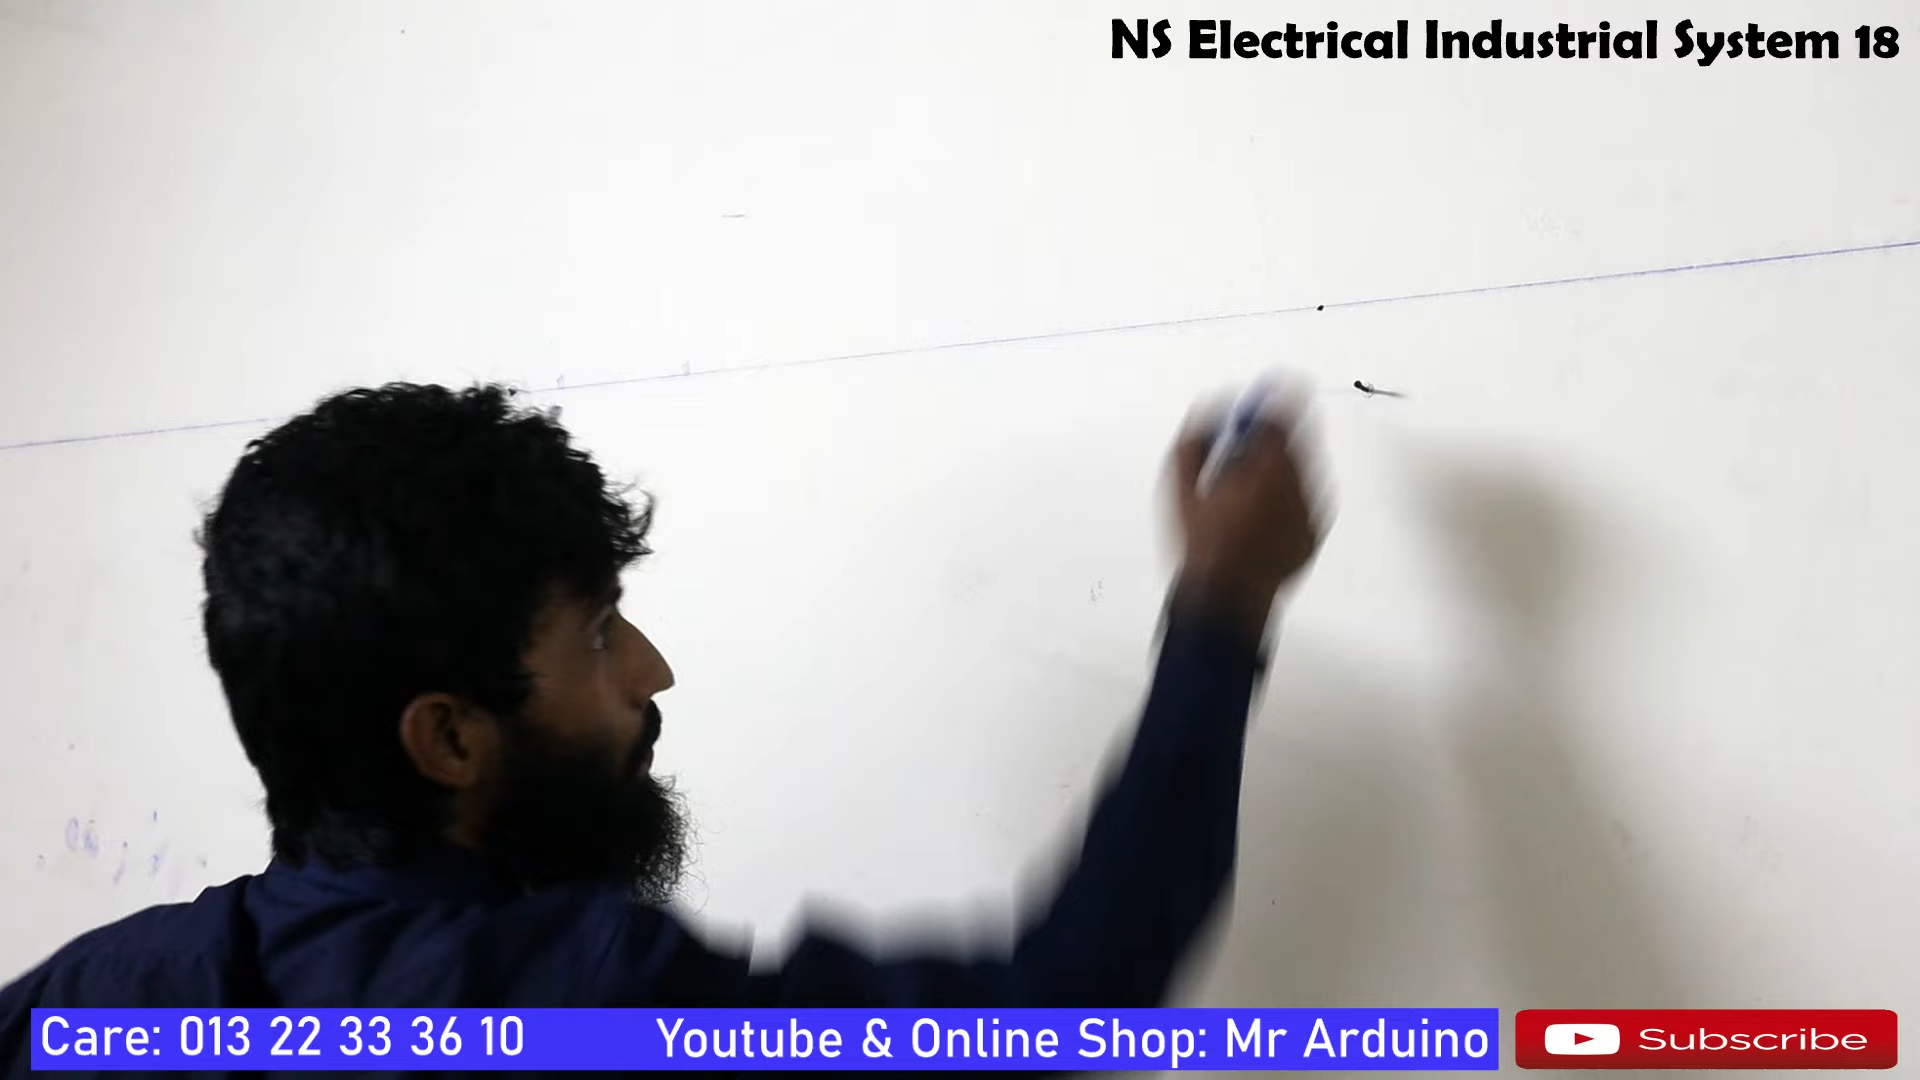 NS Electrical Industrial System 18
Care: 013 22 33 36 10
Youtube & Online Shop: Mr Arduino
Subscribe